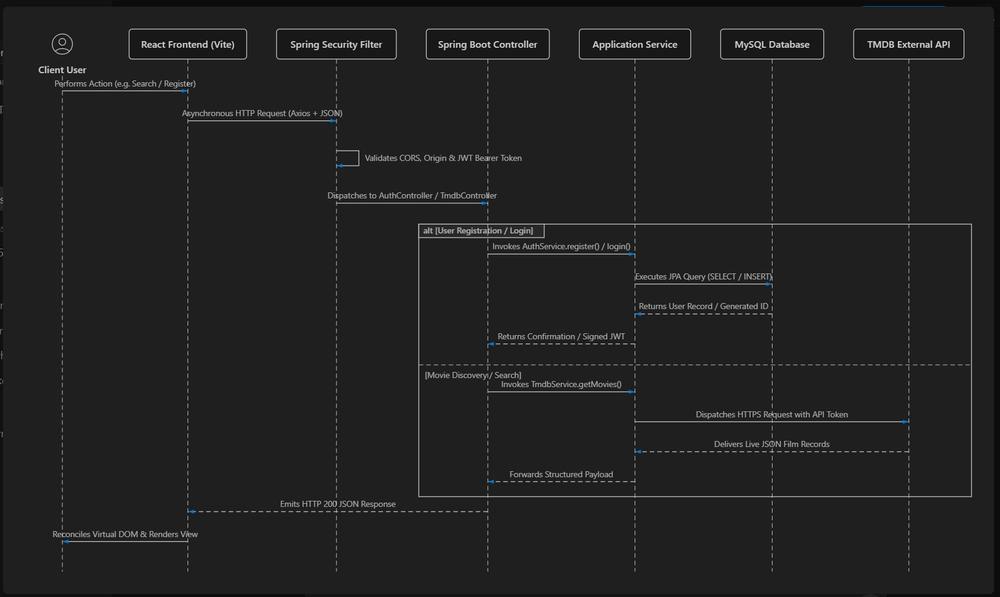 React Frontend (Vite)
Spring Security Filter
Spring Boot Controller
Application Service
MySQL Database
TMDB External API
Client User
Performs Action (e.g. Search / Register)
Asynchronous HTTP Request (Axios + JSON)
Validates CORS, Origin & JWT Bearer Token
Dispatches to AuthController / TmdbController
alt [User Registration / Login]
Invokes AuthService.register() / login()
Executes JPA Query (SELECT / INSERT)
Returns User Record / Generated ID
Returns Confirmation / Signed JWT
[Movie Discovery / Search]
Invokes TmdbService.getMovies()
Dispatches HTTPS Request with API Token
Delivers Live JSON Film Records
Forwards Structured Payload
Emits HTTP 200 JSON Response
Reconciles Virtual DOM & Renders View